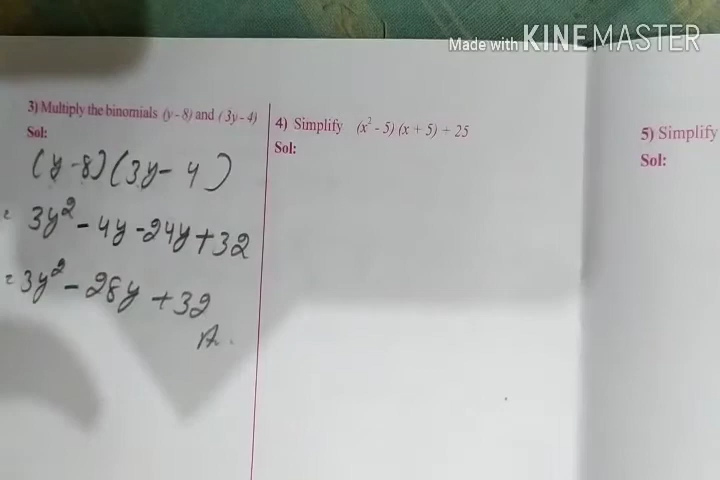 Made with KINEMASTER
3) Multiply the binomials (y - 8) and (3y - 4)
Sol:
(y - 8) (3y - 4)
= 3y² - 4y - 24y + 32
= 3y² - 28y + 32
A.
4) Simplify (x² - 5) (x + 5) + 25
Sol:
5) Simplify
Sol: